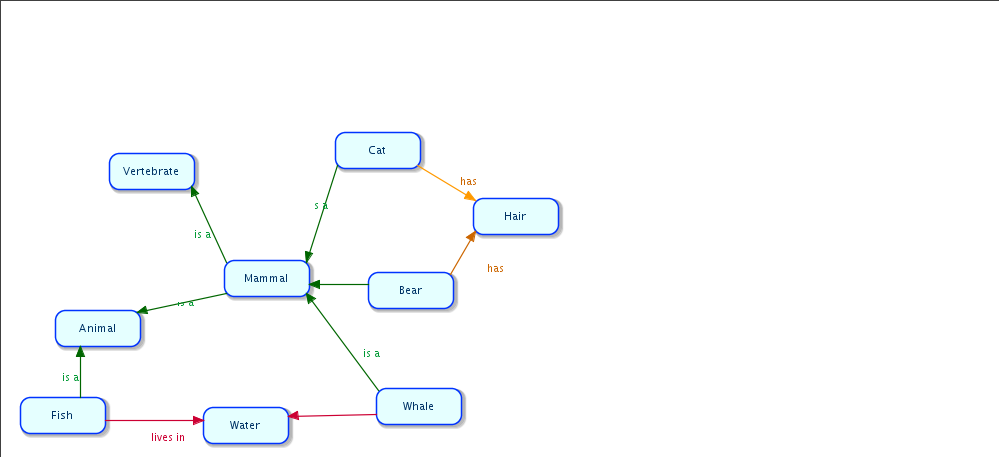 Cat
Vertebrate
has
s a
Hair
is a
has
Mammal
Bear
is a
Animal
is a
is a
Whale
Fish
Water
lives in